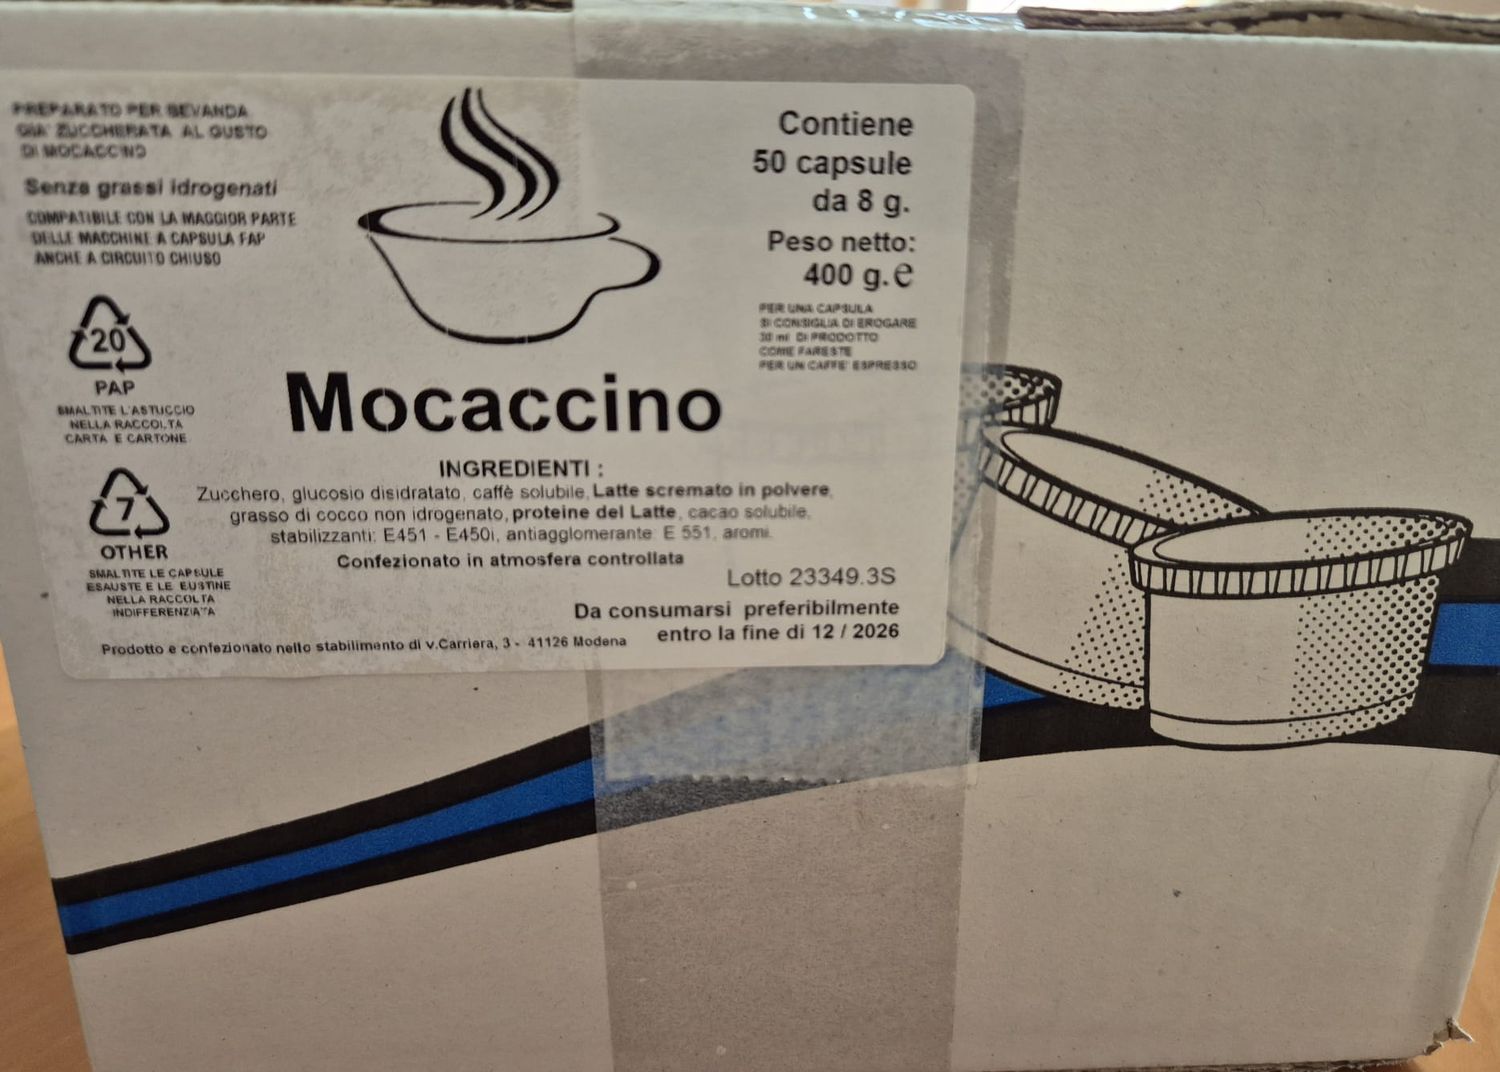 PREPARATO PER BEVANDA
GIA' ZUCCHERATA AL GUSTO
DI MOCACCINO
Senza grassi idrogenati
COMPATIBILE CON LA MAGGIOR PARTE
DELLE MACCHINE A CAPSULA FAP
ANCHE A CIRCUITO CHIUSO
20
PAP
SMALTITE L'ASTUCCIO
NELLA RACCOLTA
CARTA E CARTONE
7
OTHER
SMALTITE LE CAPSULE
ESAUSTE E LE EUSTINE
NELLA RACCOLTA
INDIFFERENZIATA
Contiene
50 capsule
da 8 g.
Peso netto:
400 g.℮
PER UNA CAPSULA
SI CONSIGLIA DI EROGARE
30 ml DI PRODOTTO
COME FARESTE
PER UN CAFFE' ESPRESSO
Mocaccino
INGREDIENTI :
Zucchero, glucosio disidratato, caffè solubile, Latte scremato in polvere,
grasso di cocco non idrogenato, proteine del Latte, cacao solubile,
stabilizzanti: E451 - E450i, antiagglomerante: E 551, aromi.
Confezionato in atmosfera controllata
Lotto 23349.3S
Da consumarsi preferibilmente
entro la fine di 12 / 2026
Prodotto e confezionato nello stabilimento di v.Carriera, 3 - 41126 Modena